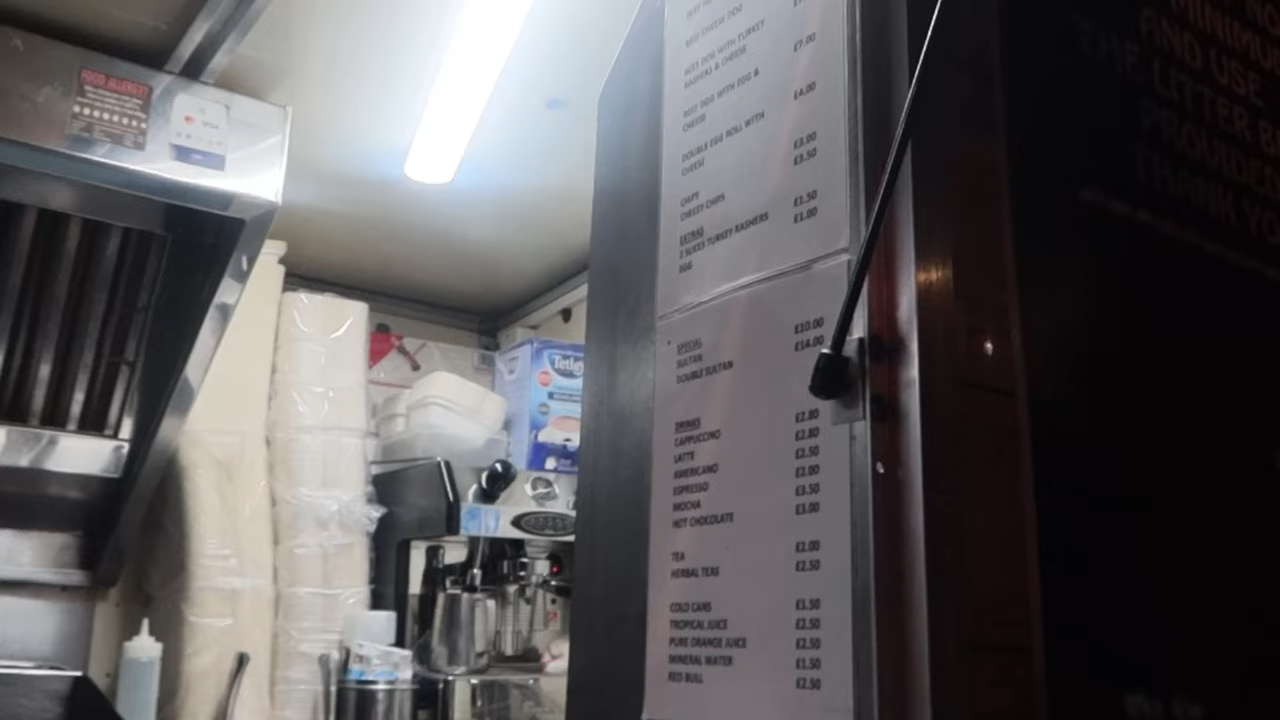 FOOD ALLERGY
VISA
Tetley
BEEF CHEESE DOG
BEEF DOG WITH TURKEY
RASHERS & CHEESE
£7.00
BEEF DOG WITH EGG &
CHEESE
£4.00
DOUBLE EGG ROLL WITH
CHEESE
£3.00
£3.50
CHIPS
CHEESY CHIPS
£1.50
£1.00
EXTRAS
2 SLICES TURKEY RASHERS
EGG
SPECIAL £10.00
SULTAN £14.00
DOUBLE SULTAN
DRINKS £2.80
CAPPUCCINO £2.80
LATTE £2.50
AMERICANO £2.00
ESPRESSO £3.50
MOCHA £3.00
HOT CHOCOLATE
TEA £2.00
HERBAL TEAS £2.50
COLD CANS £1.50
TROPICAL JUICE £2.50
PURE ORANGE JUICE £2.50
MINERAL WATER £1.50
RED BULL £2.50
AND USE
THE LITTER
THANK YO